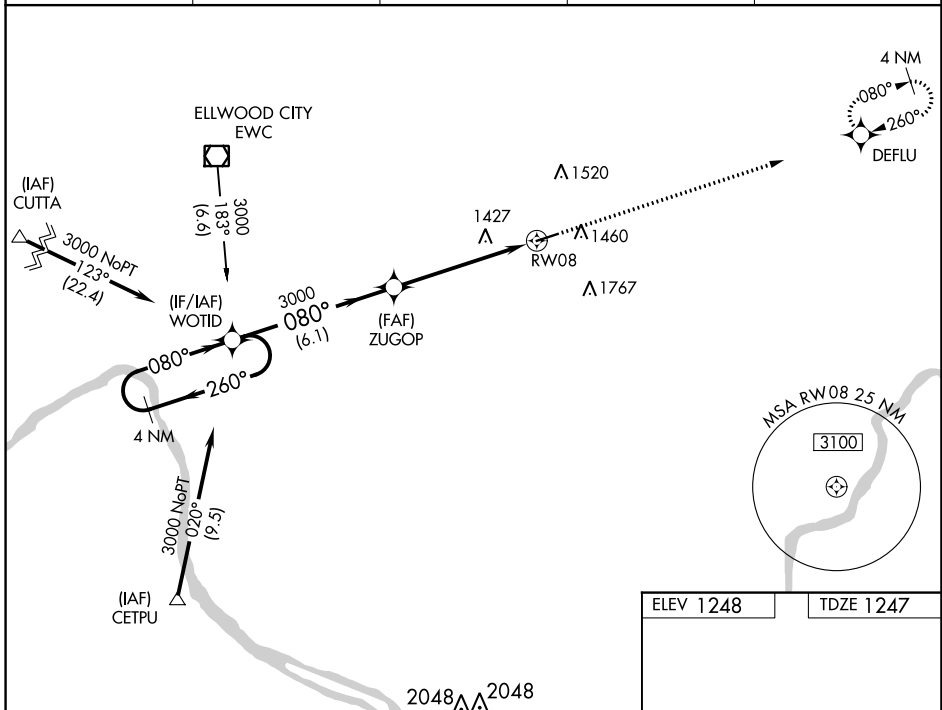 4 NM
080°
260°
DEFLU
ELLWOOD CITY
EWC
(IAF)
CUTTA
3000
183°
(6.6)
1520
1427
1460
RW08
1767
3000 NoPT
123°
(22.4)
(IF/IAF)
WOTID
3000
080°
(6.1)
(FAF)
ZUGOP
080°
260°
4 NM
MSA RW08 25 NM
3100
3000 NoPT
020°
(9.5)
(IAF)
CETPU
ELEV 1248
TDZE 1247
2048
2048